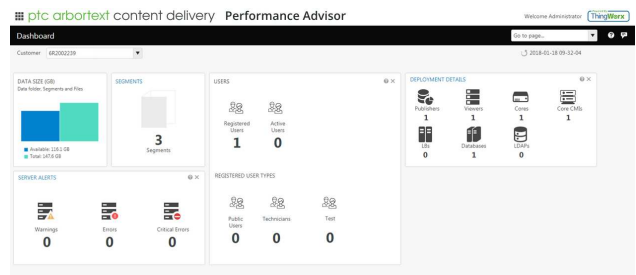 ptc arbortext content delivery Performance Advisor
Welcome Administrator
ThingWorx
Dashboard
Go to page...
Customer
6R2002239
2018-01-18 09-32-04
DATA SIZE (GB)
Data folder, Segments and Files
Available: 116.1 GB
Total: 147.6 GB
SEGMENTS
3
Segments
USERS
Registered Users
1
Active Users
0
DEPLOYMENT DETAILS
Publishers
1
Viewers
1
Cores
1
Core CMIs
1
LBs
0
Databases
1
LDAPs
0
SERVER ALERTS
Warnings
0
Errors
0
Critical Errors
0
REGISTERED USER TYPES
Public Users
0
Technicians
0
Test
0